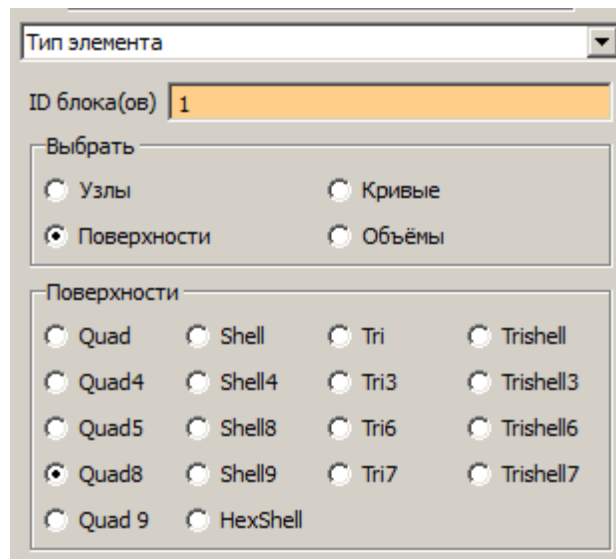 Тип элемента
ID блока(ов) 1
Выбрать
Узлы Кривые
Поверхности Объёмы
Поверхности
Quad Shell Tri Trishell
Quad4 Shell4 Tri3 Trishell3
Quad5 Shell8 Tri6 Trishell6
Quad8 Shell9 Tri7 Trishell7
Quad 9 HexShell